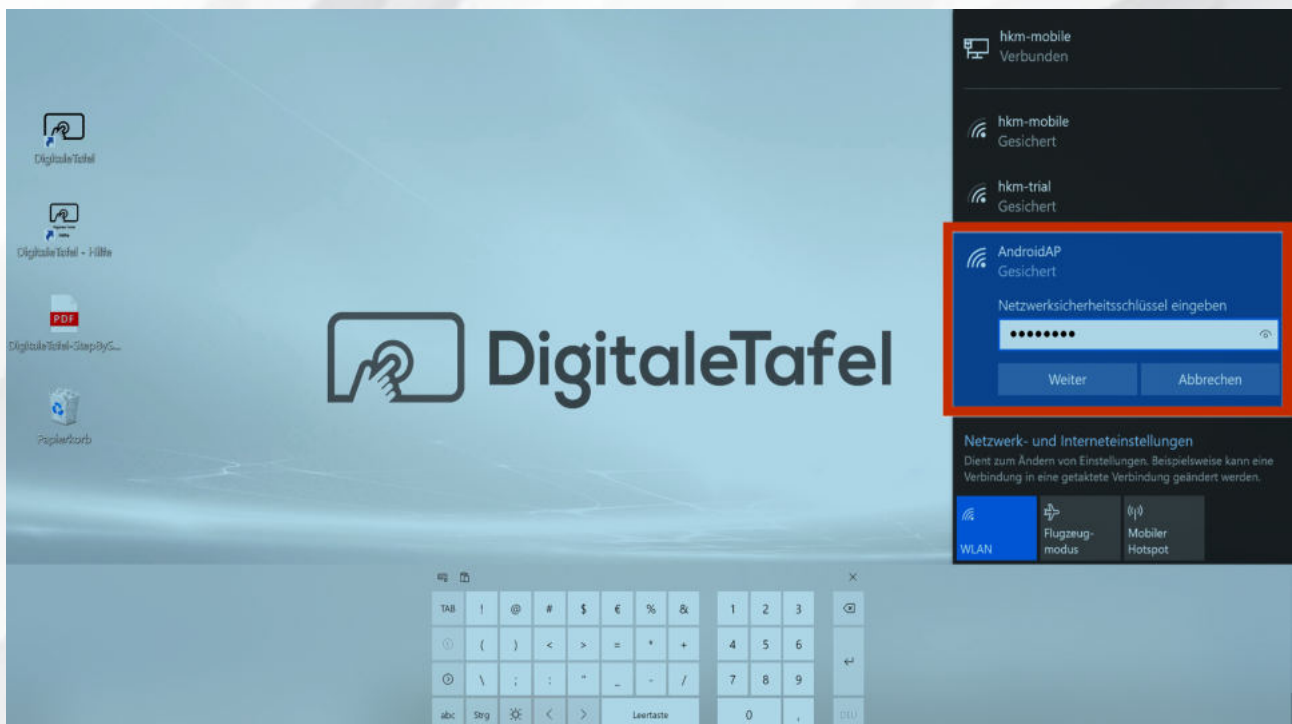 DigitaleTafel
DigitaleTafel - Hilfe
PDF
DigitaleTafel-StepByS...
Papierkorb
DigitaleTafel
hkm-mobile
Verbunden
hkm-mobile
Gesichert
hkm-trial
Gesichert
AndroidAP
Gesichert
Netzwerksicherheitsschlüssel eingeben
••••••••
Weiter Abbrechen
Netzwerk- und Interneteinstellungen
Dient zum Ändern von Einstellungen. Beispielsweise kann eine
Verbindung in eine getaktete Verbindung geändert werden.
WLAN
Flugzeug-
modus
Mobiler
Hotspot
TAB ! @ # $ € % & 1 2 3
( ) < > = * + 4 5 6
\ ; : " _ - / 7 8 9
abc Strg < > Leertaste 0 , DEU